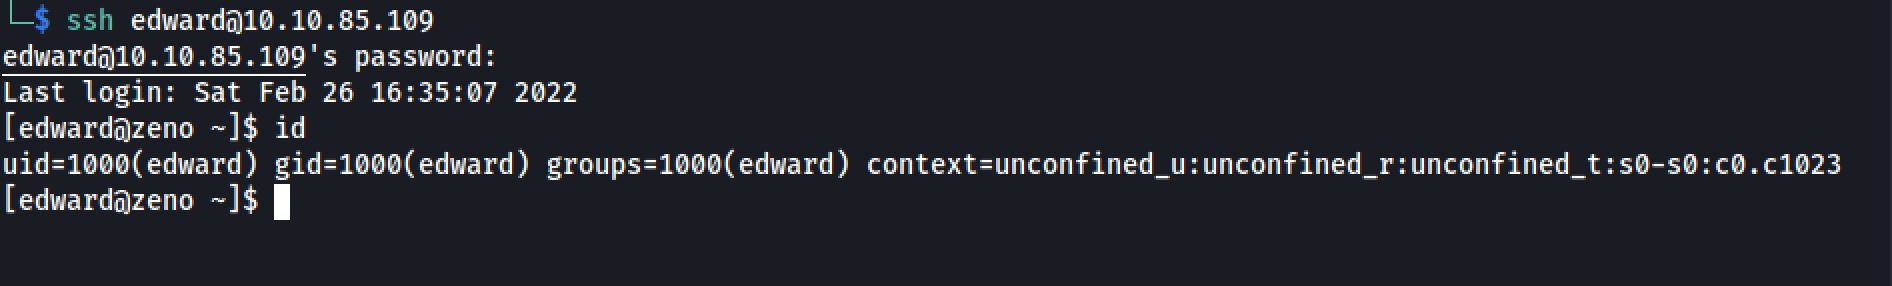 └─$ ssh edward@10.10.85.109
edward@10.10.85.109's password:
Last login: Sat Feb 26 16:35:07 2022
[edward@zeno ~]$ id
uid=1000(edward) gid=1000(edward) groups=1000(edward) context=unconfined_u:unconfined_r:unconfined_t:s0-s0:c0.c1023
[edward@zeno ~]$